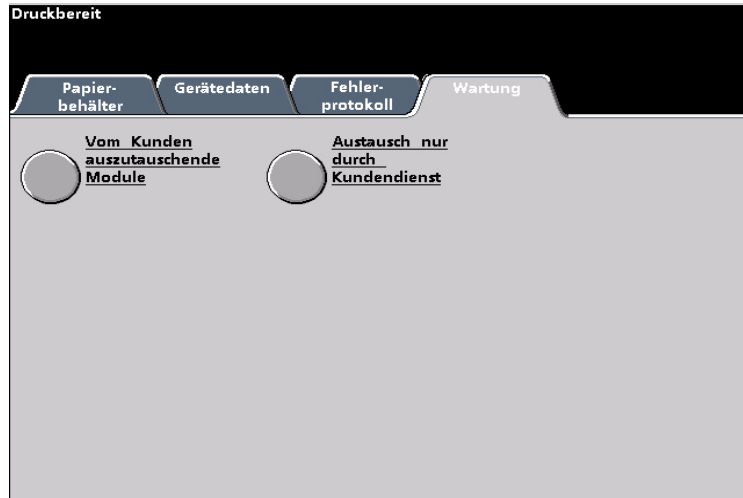 Druckbereit
Papier-
behälter
Gerätedaten
Fehler-
protokoll
Wartung
Vom Kunden
auszutauschende
Module
Austausch nur
durch
Kundendienst